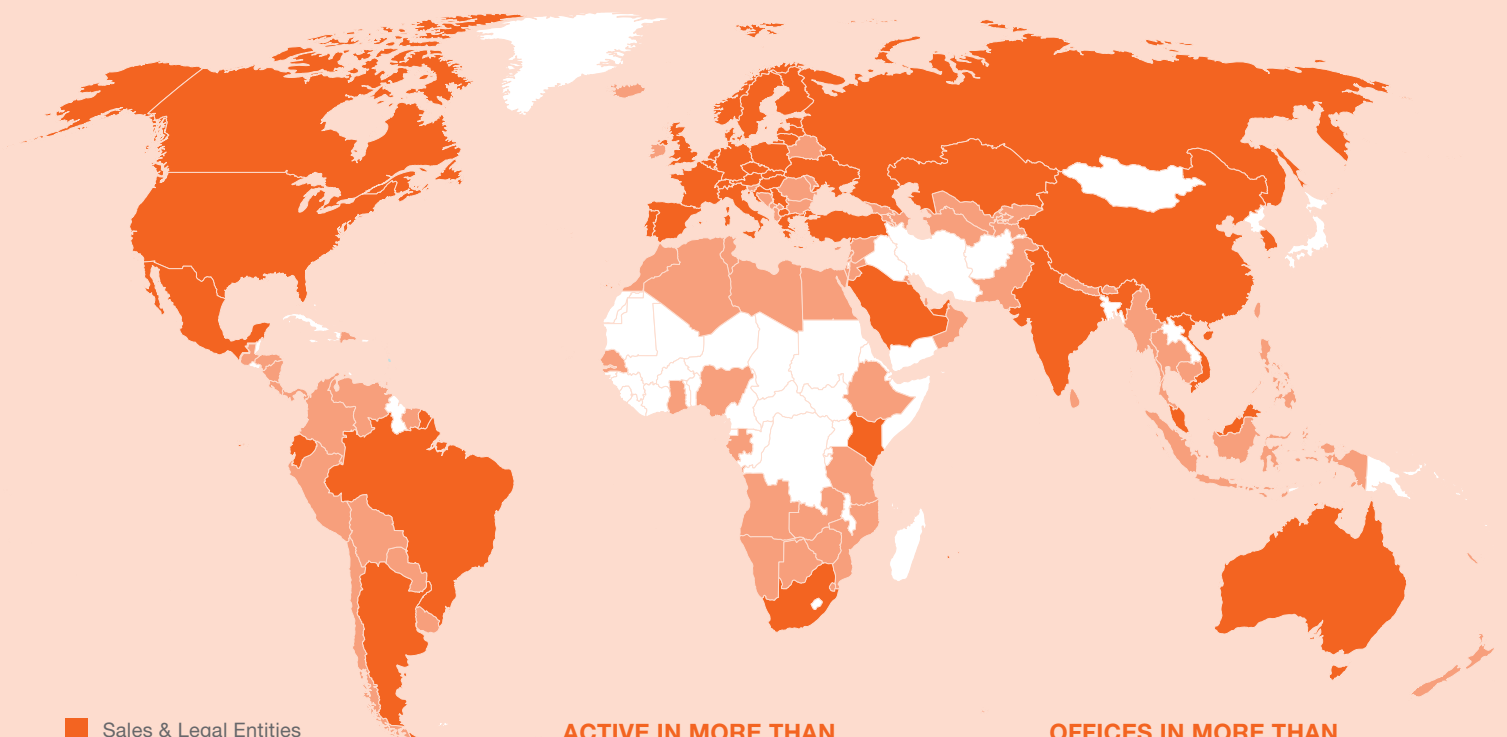 Sales & Legal Entities
ACTIVE IN MORE THAN
OFFICES IN MORE THAN